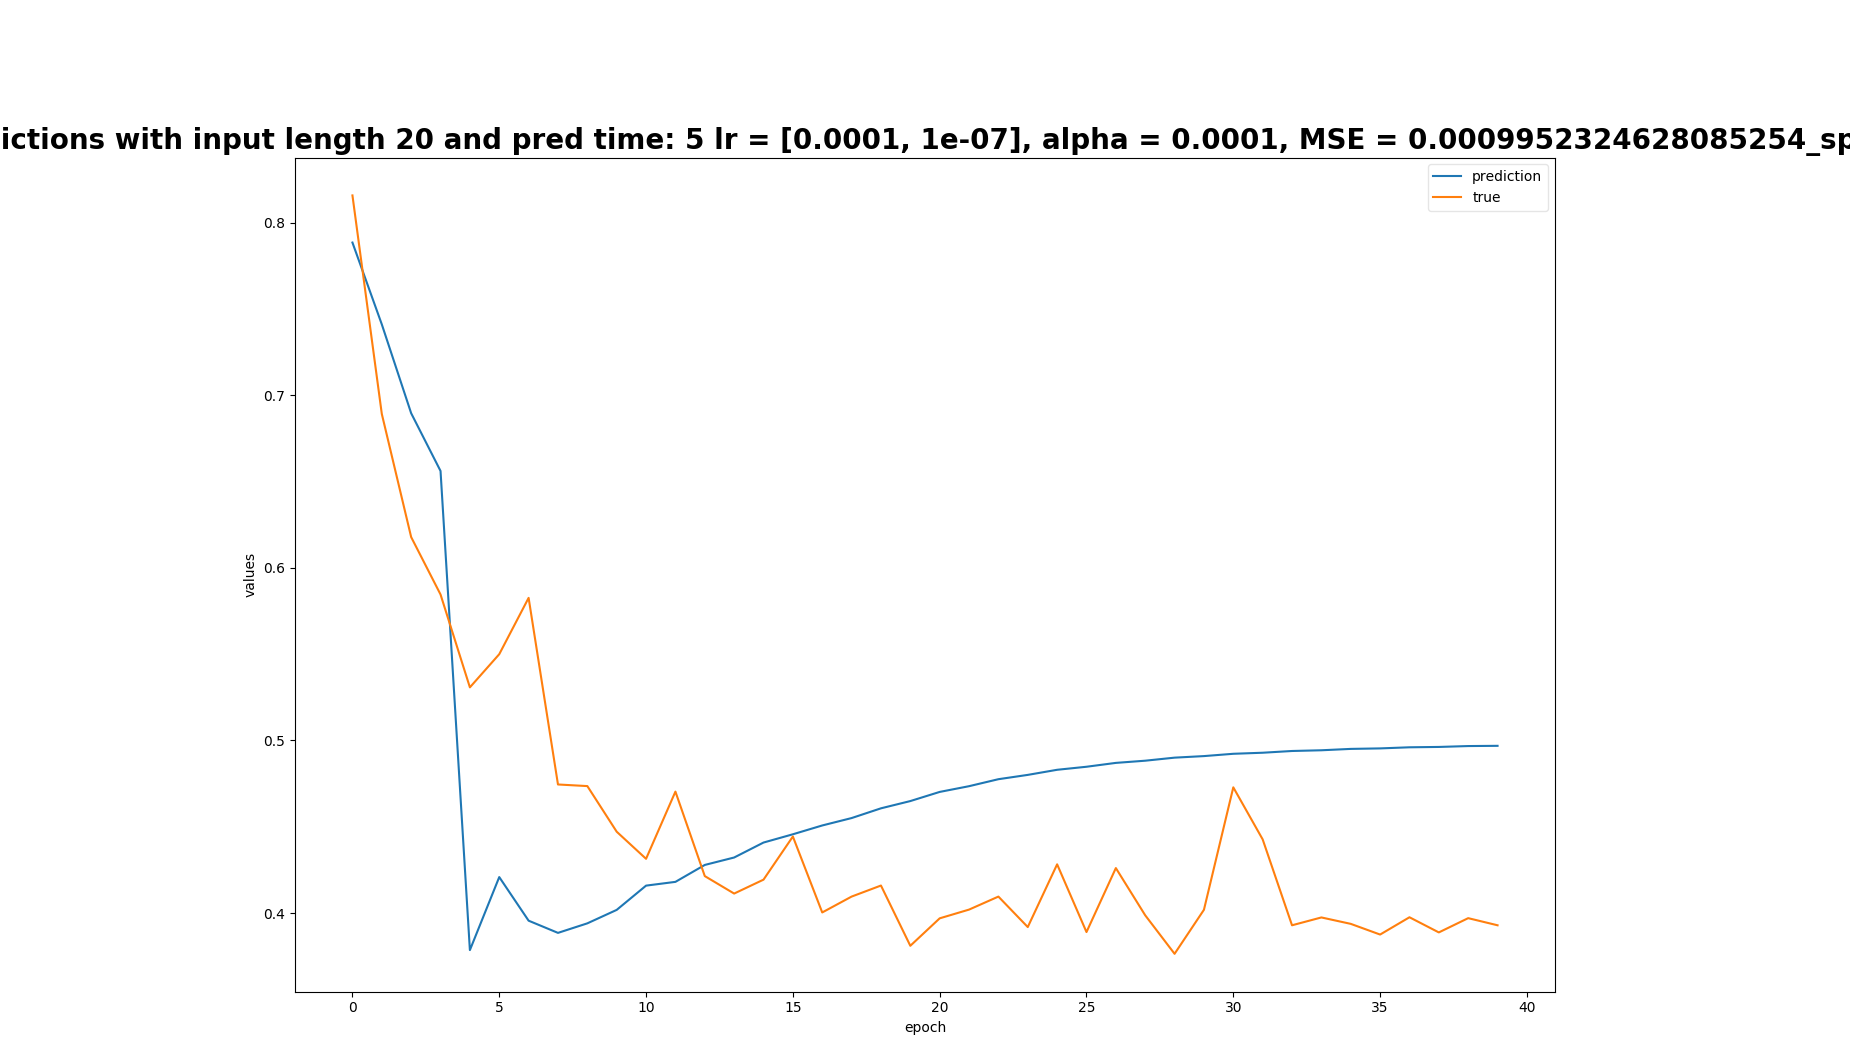 ictions with input length 20 and pred time: 5 lr = [0.0001, 1e-07], alpha = 0.0001, MSE = 0.0009952324628085254_sp
prediction
true
0.8
0.7
0.6
0.5
0.4
values
0 5 10 15 20 25 30 35 40
epoch